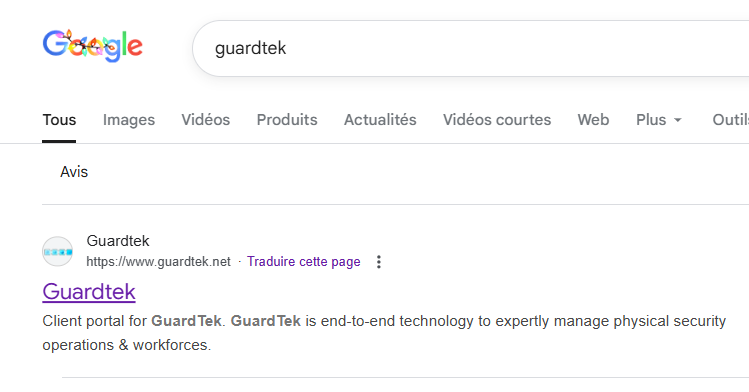 Google
guardtek
Tous Images Vidéos Produits Actualités Vidéos courtes Web Plus Outils
Avis
Guardtek
https://www.guardtek.net · Traduire cette page
Guardtek
Client portal for GuardTek. GuardTek is end-to-end technology to expertly manage physical security
operations & workforces.